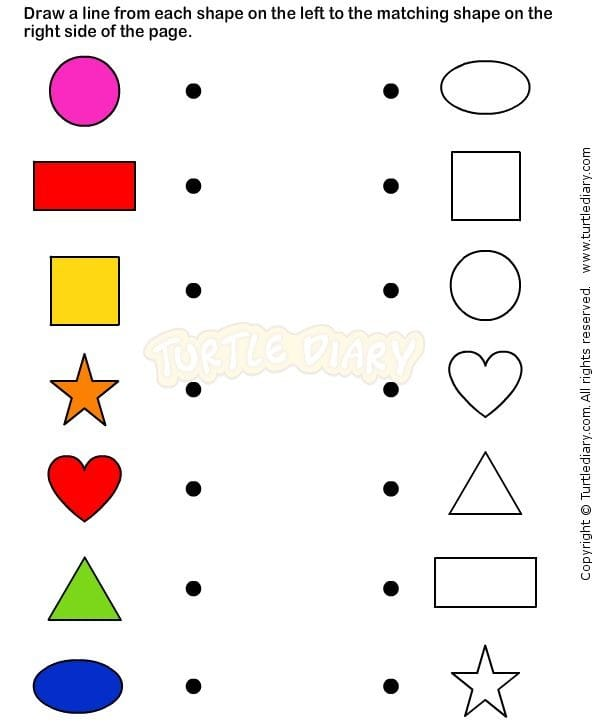 Draw a line from each shape on the left to the matching shape on the
right side of the page.
TURTLE DIARY
Copyright © Turtlediary.com. All rights reserved. www.turtlediary.com